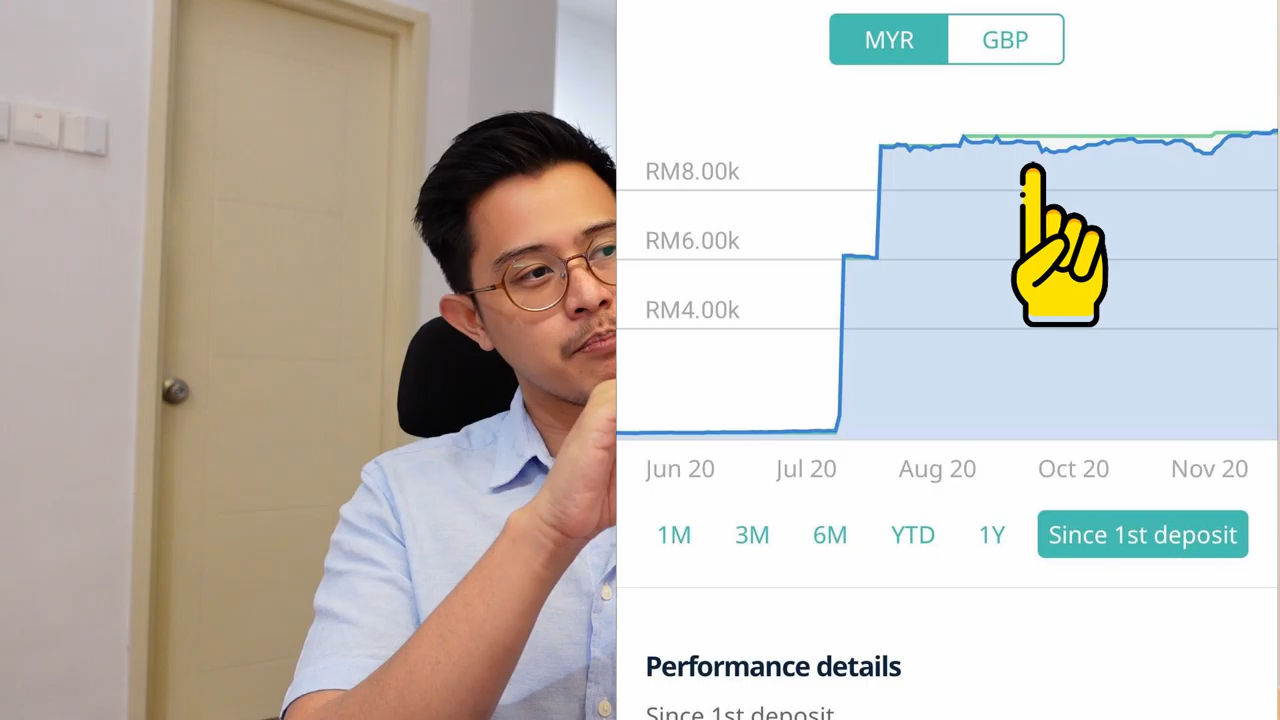 MYR GBP
RM8.00k
RM6.00k
RM4.00k
Jun 20 Jul 20 Aug 20 Oct 20 Nov 20
1M 3M 6M YTD 1Y Since 1st deposit
Performance details
Since 1st deposit